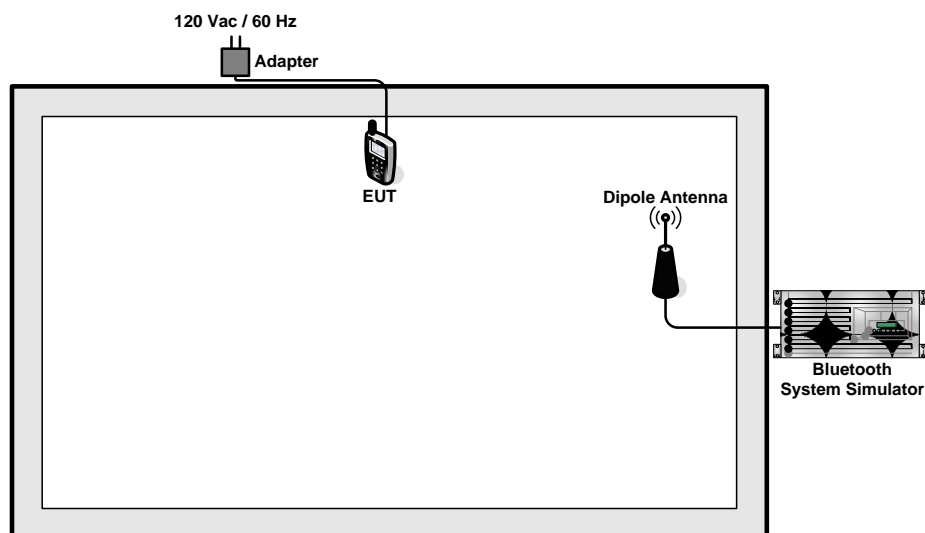 120 Vac / 60 Hz
Adapter
EUT
Dipole Antenna
Bluetooth
System Simulator